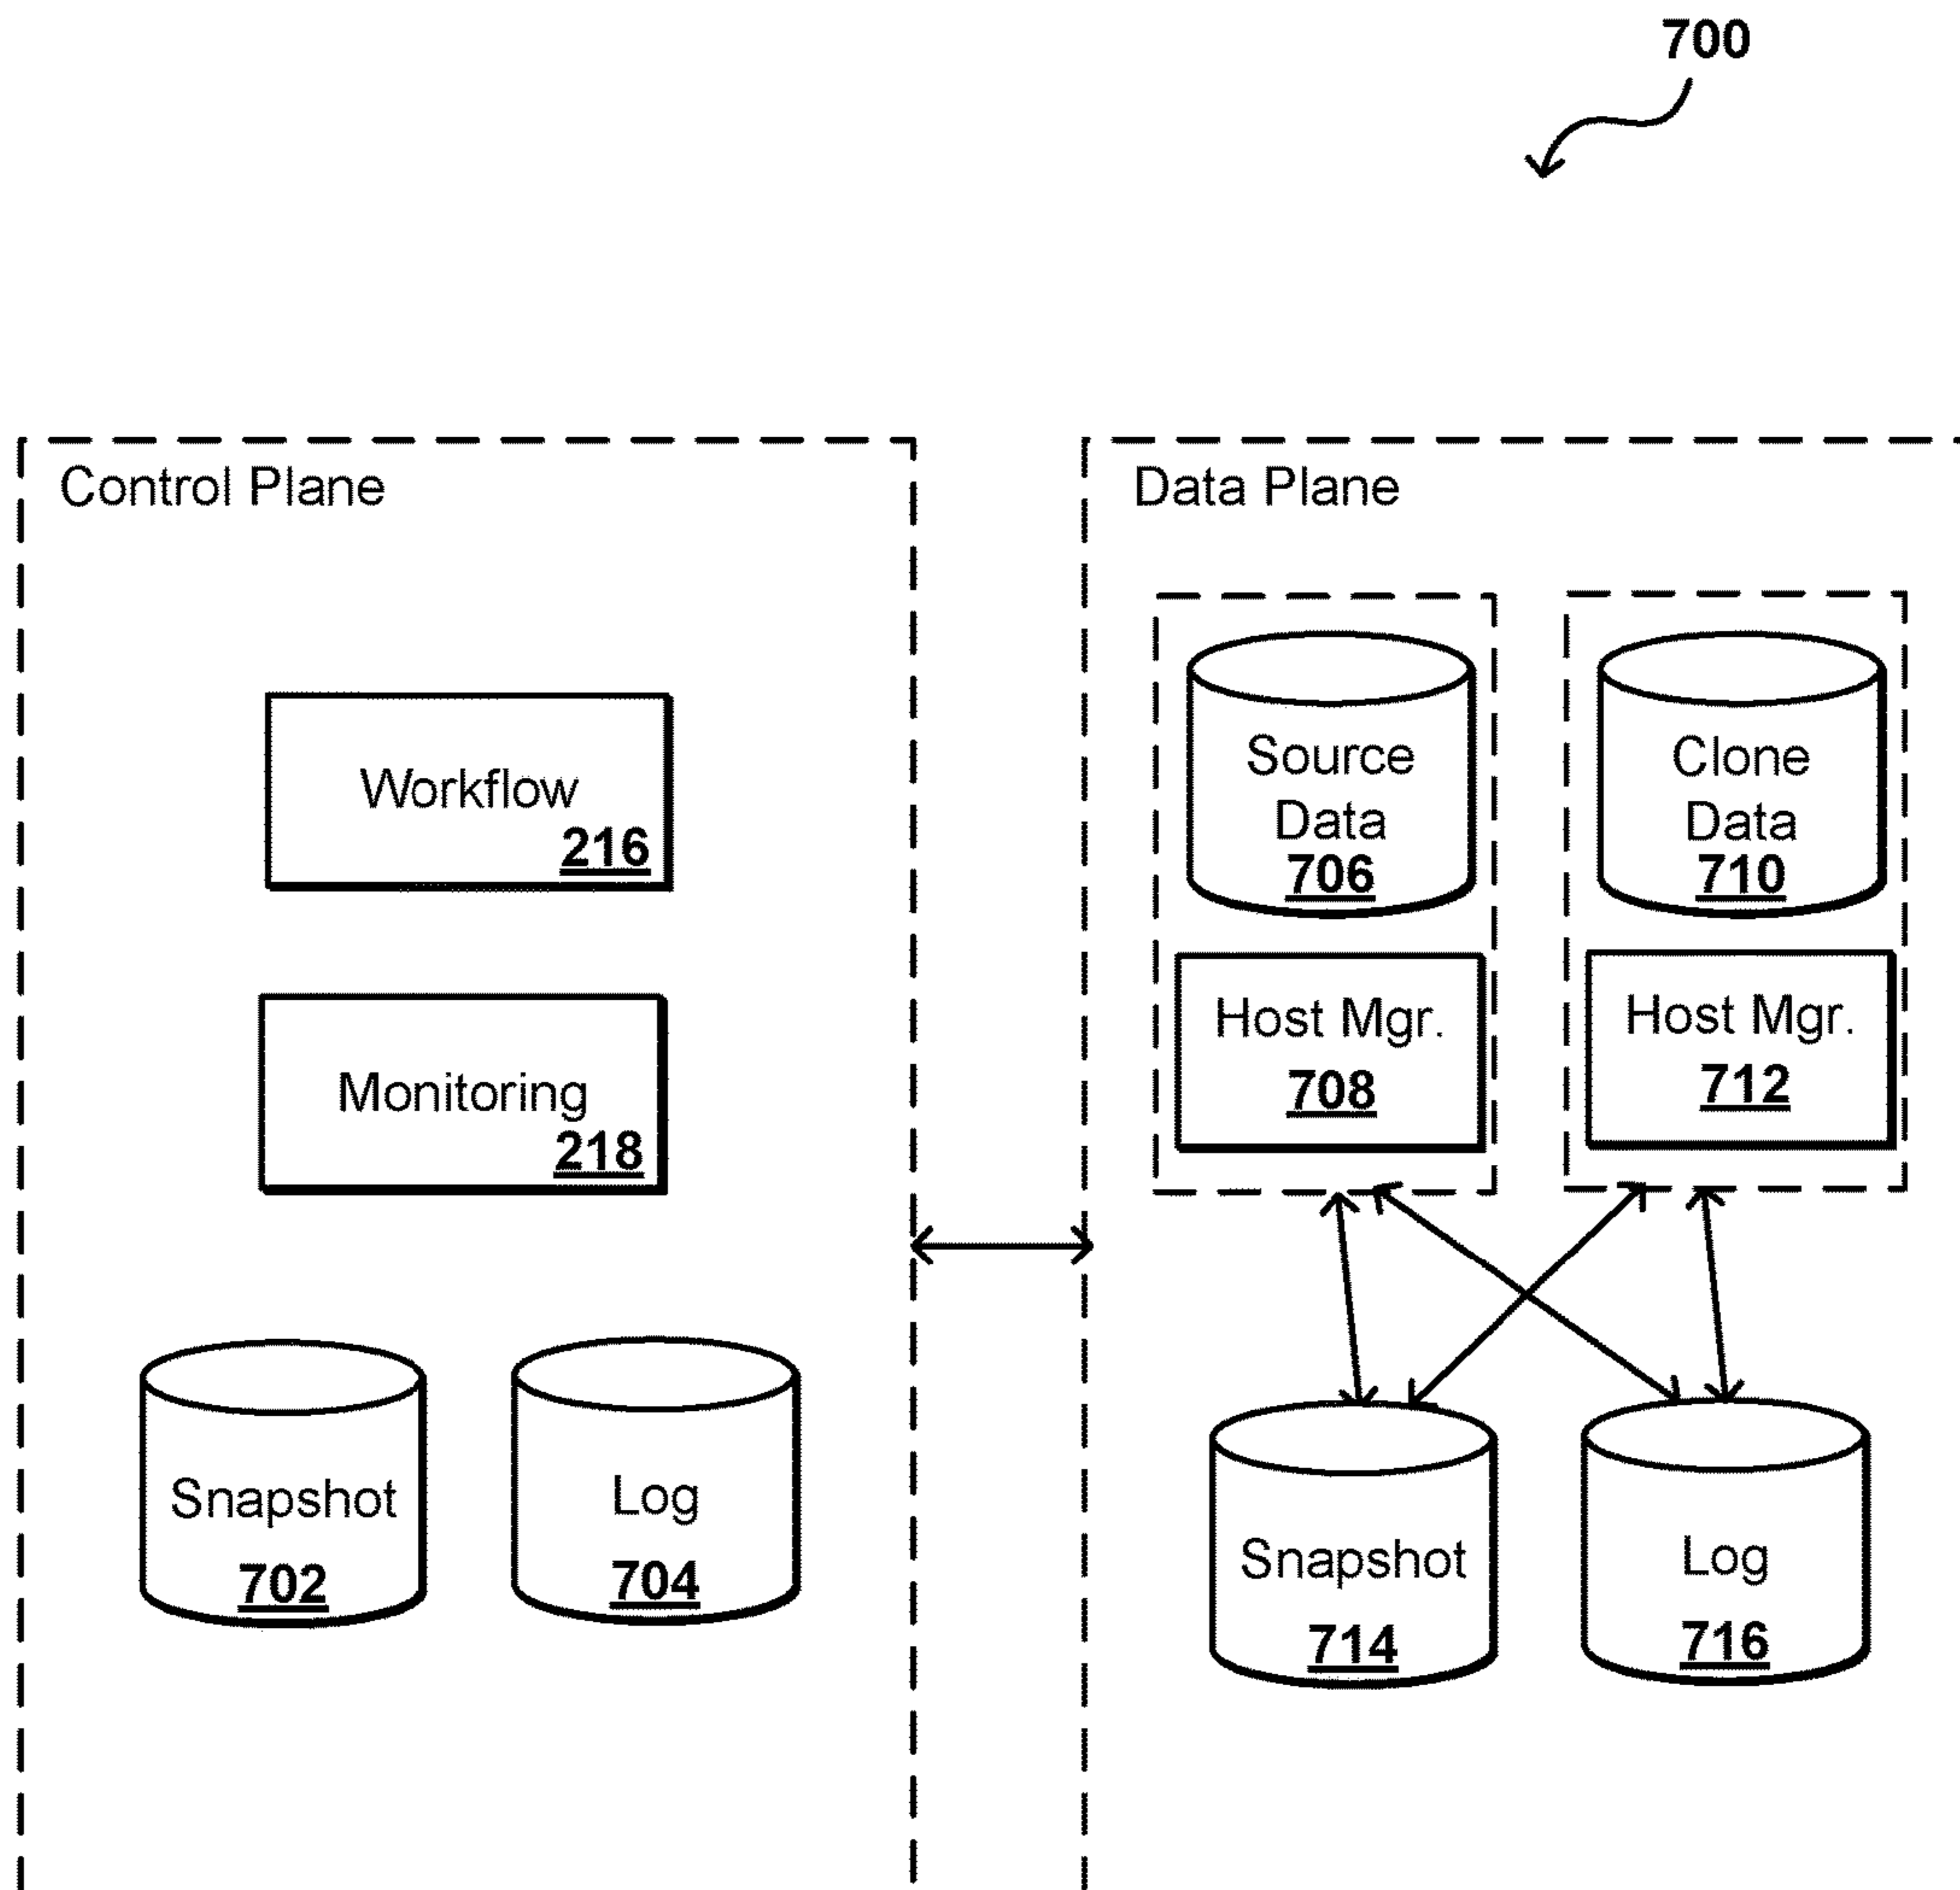 700
Control Plane
Workflow
216
Monitoring
218
Snapshot
702
Log
704
Data Plane
Source
Data
706
Host Mgr.
708
Clone
Data
710
Host Mgr.
712
Snapshot
714
Log
716